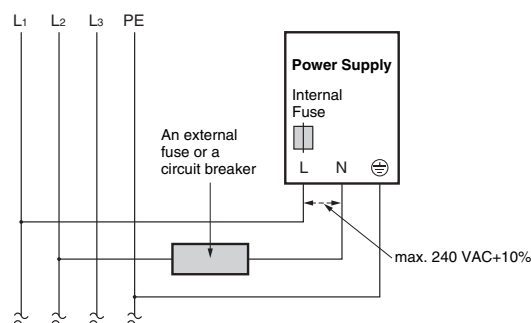 L1 L2 L3 PE
Power Supply
Internal
Fuse
L N
An external
fuse or a
circuit breaker
max. 240 VAC+10%